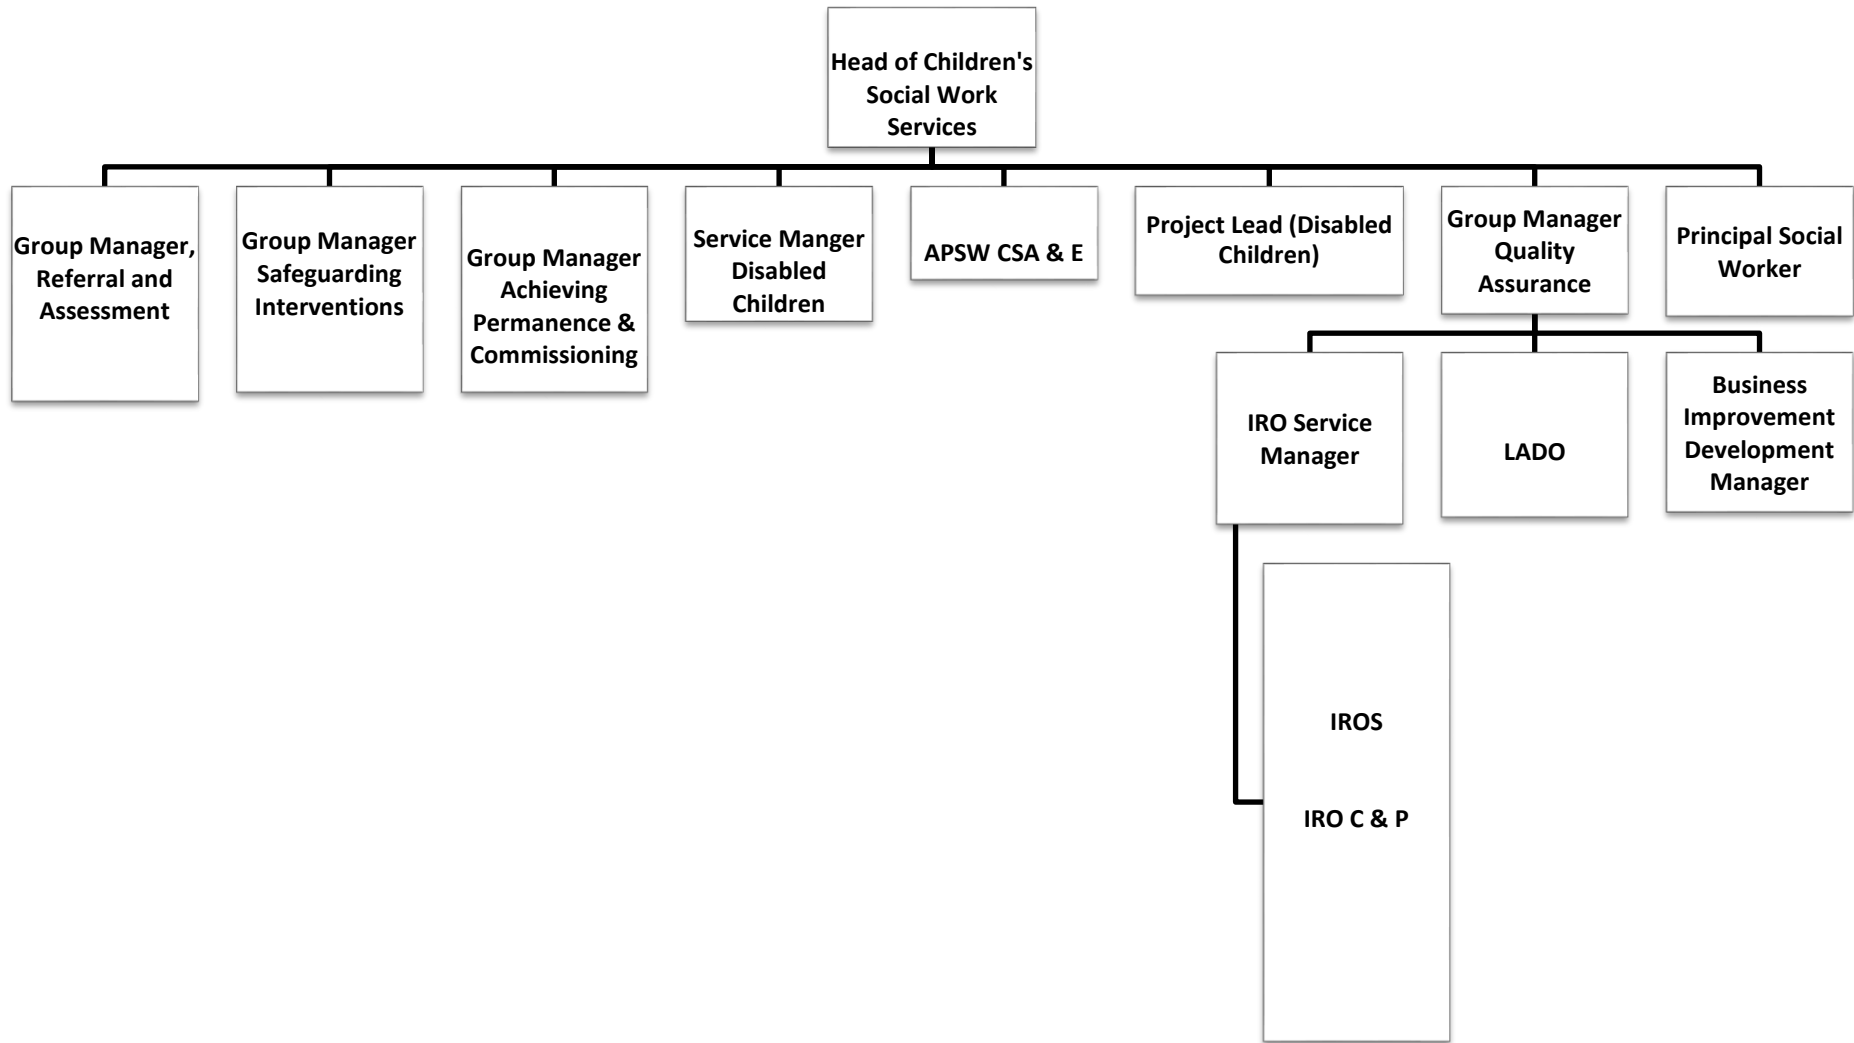 Head of Children's
Social Work
Services
Group Manager,
Referral and
Assessment
Group Manager
Safeguarding
Interventions
Group Manager
Achieving
Permanence &
Commissioning
Service Manger
Disabled
Children
APSW CSA & E
Project Lead (Disabled
Children)
Group Manager
Quality
Assurance
Principal Social
Worker
IRO Service
Manager
LADO
Business
Improvement
Development
Manager
IROS
IRO C & P